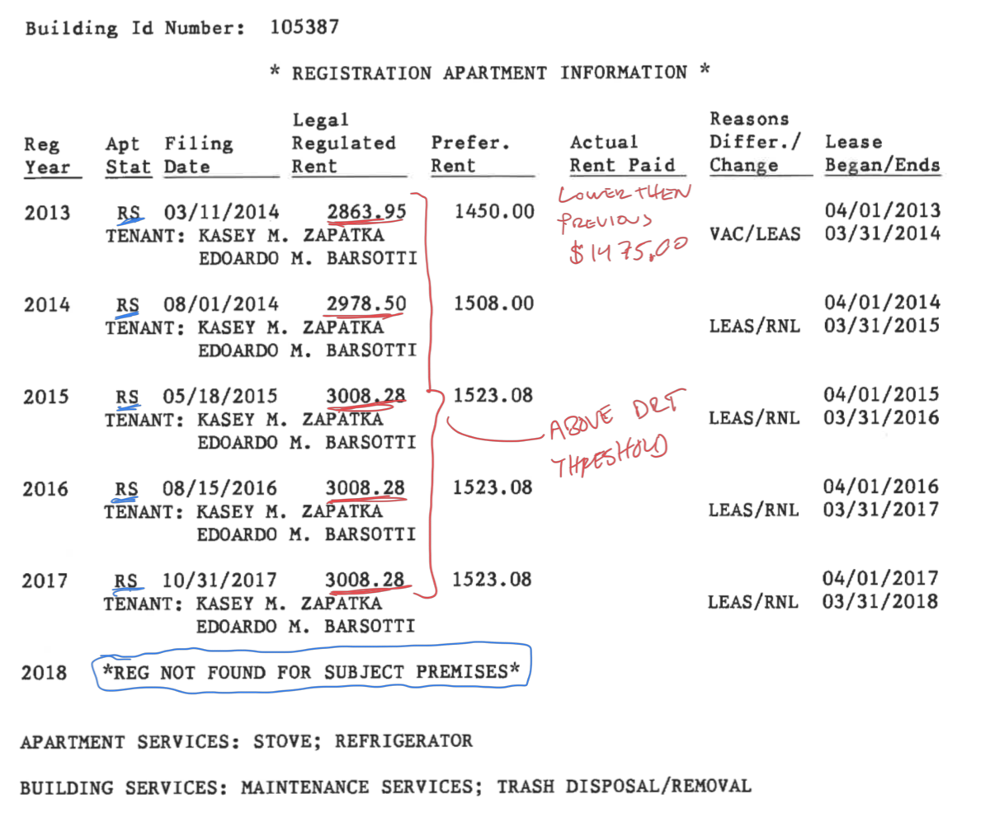 Building Id Number: 105387
* REGISTRATION APARTMENT INFORMATION *
Legal Reasons
Reg Apt Filing Regulated Prefer. Actual Differ./ Lease
Year Stat Date Rent Rent Rent Paid Change Began/Ends
LOWER THEN
2013 RS 03/11/2014 2863.95 1450.00 PREVIOUS 04/01/2013
TENANT: KASEY M. ZAPATKA $1475.00 VAC/LEAS 03/31/2014
EDOARDO M. BARSOTTI
2014 RS 08/01/2014 2978.50 1508.00 04/01/2014
TENANT: KASEY M. ZAPATKA LEAS/RNL 03/31/2015
EDOARDO M. BARSOTTI
2015 RS 05/18/2015 3008.28 1523.08 04/01/2015
TENANT: KASEY M. ZAPATKA ABOVE DRT LEAS/RNL 03/31/2016
EDOARDO M. BARSOTTI THRESHOLD
2016 RS 08/15/2016 3008.28 1523.08 04/01/2016
TENANT: KASEY M. ZAPATKA LEAS/RNL 03/31/2017
EDOARDO M. BARSOTTI
2017 RS 10/31/2017 3008.28 1523.08 04/01/2017
TENANT: KASEY M. ZAPATKA LEAS/RNL 03/31/2018
EDOARDO M. BARSOTTI
2018 *REG NOT FOUND FOR SUBJECT PREMISES*
APARTMENT SERVICES: STOVE; REFRIGERATOR
BUILDING SERVICES: MAINTENANCE SERVICES; TRASH DISPOSAL/REMOVAL